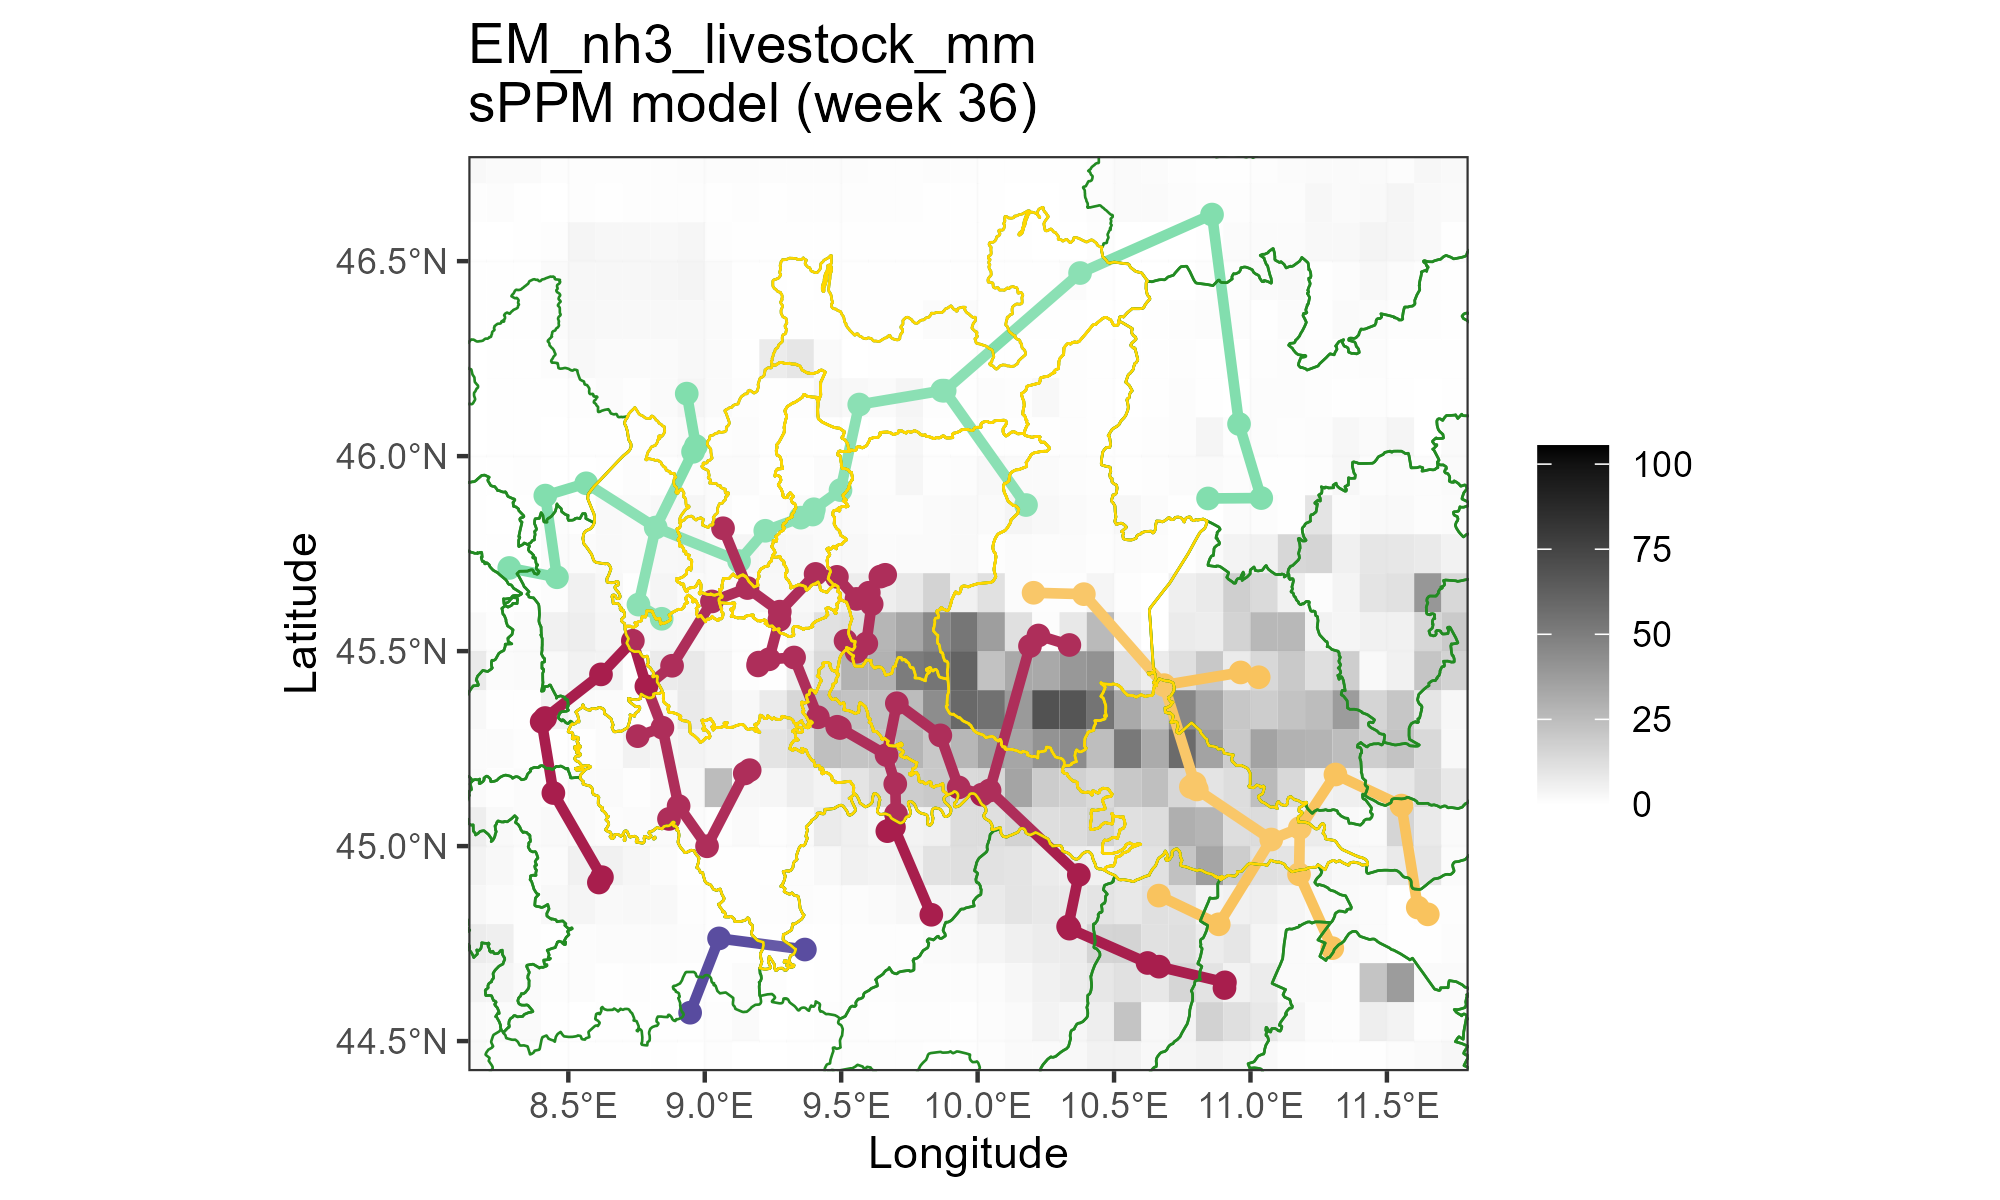 EM_nh3_livestock_mm
sPPM model (week 36)
Latitude
46.5°N
46.0°N
45.5°N
45.0°N
44.5°N
8.5°E
9.0°E
9.5°E
10.0°E
10.5°E
11.0°E
11.5°E
Longitude
100
75
50
25
0